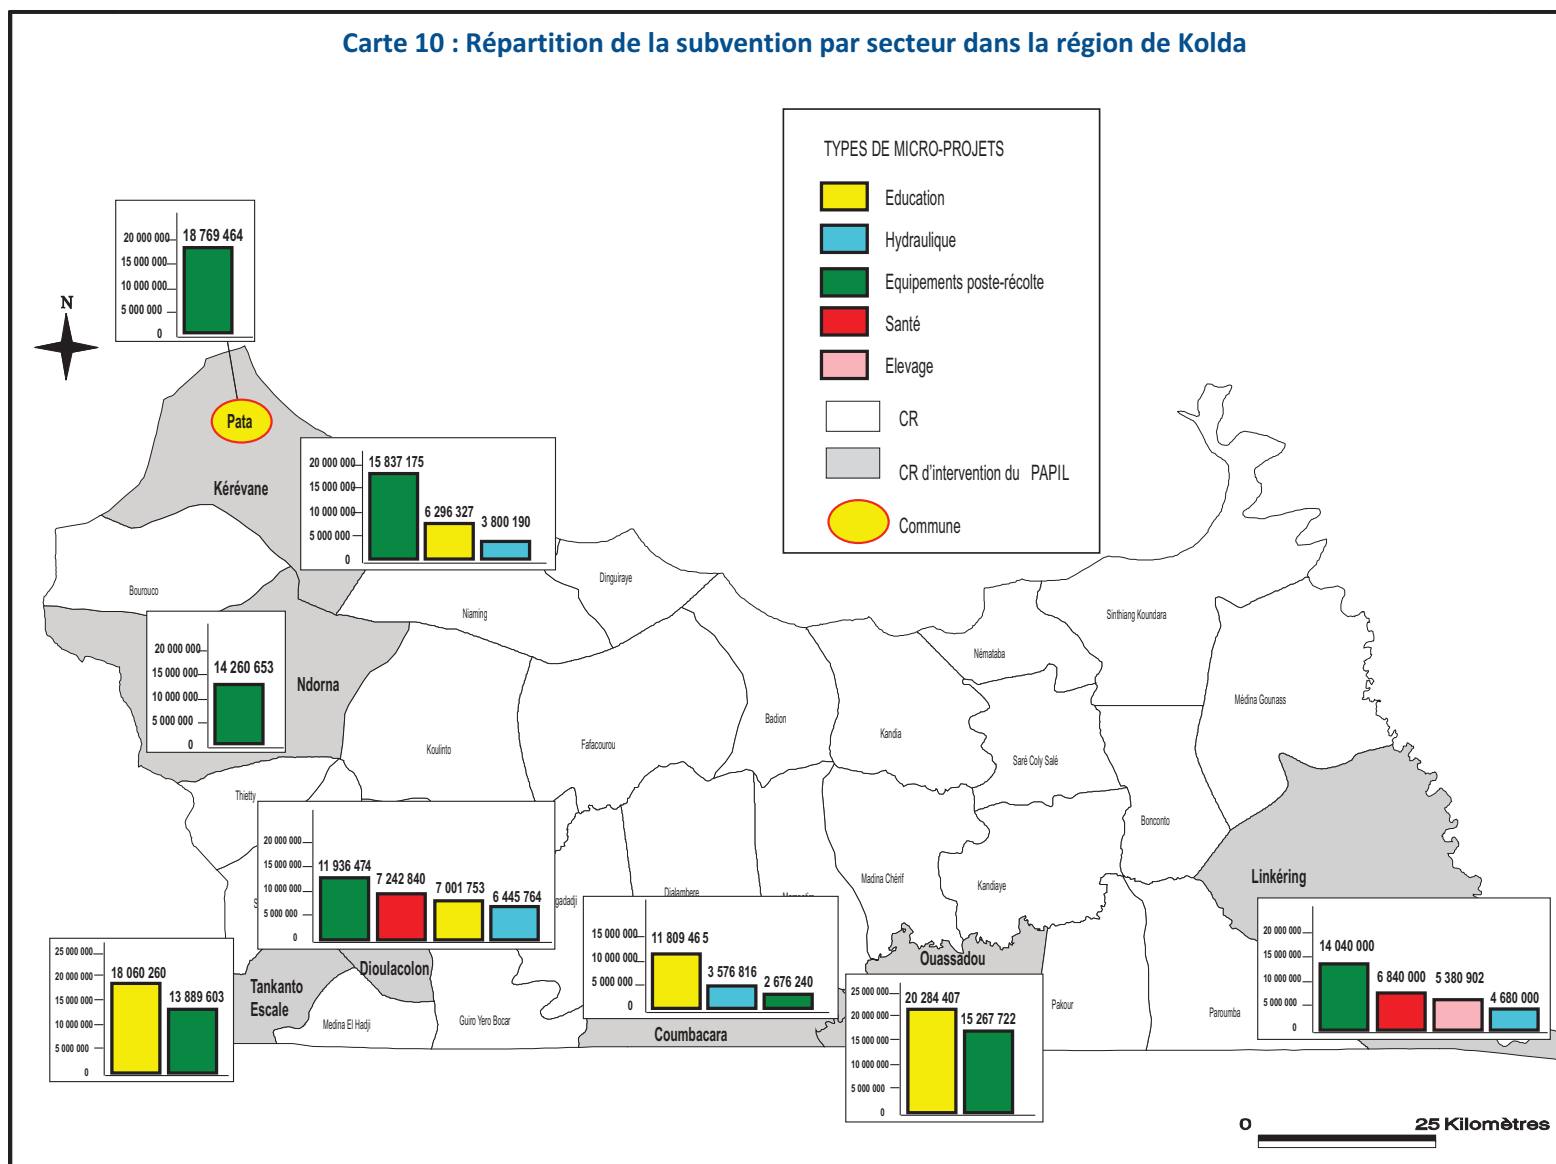 Carte 10 : Répartition de la subvention par secteur dans la région de Kolda
TYPES DE MICRO-PROJETS
Education
Hydraulique
Equipements poste-récolte
Santé
Elevage
CR
CR d'intervention du PAPIL
Commune
N
20 000 000
15 000 000
10 000 000
5 000 000
0
18 769 464
Pata
Kérévane
20 000 000
15 000 000
10 000 000
5 000 000
0
15 837 175
6 296 327
3 800 190
Bourouco
Niaming
Dinguiraye
Sinthiang Koundara
Némataba
Médina Gounass
20 000 000
15 000 000
10 000 000
5 000 000
0
14 260 653
Ndorna
Koulinto
Fafacourou
Badion
Kandia
Saré Coly Salé
Thietty
Bonconto
20 000 000
15 000 000
10 000 000
5 000 000
0
11 936 474
7 242 840
7 001 753
6 445 764
S
gadadji
Dialambere
Madina Chérif
Kandiaye
Linkéring
15 000 000
10 000 000
5 000 000
0
11 809 46 5
3 576 816
2 676 240
20 000 000
15 000 000
10 000 000
5 000 000
0
14 040 000
6 840 000
5 380 902
4 680 000
25 000 000
20 000 000
15 000 000
10 000 000
5 000 000
0
18 060 260
13 889 603
Tankanto
Escale
Dioulacolon
Medina El Hadji
Guiro Yero Bocar
Coumbacara
Ouassadou
25 000 000
20 000 000
15 000 000
10 000 000
5 000 000
0
20 284 407
15 267 722
Pakour
Paroumba
0
25 Kilomètres